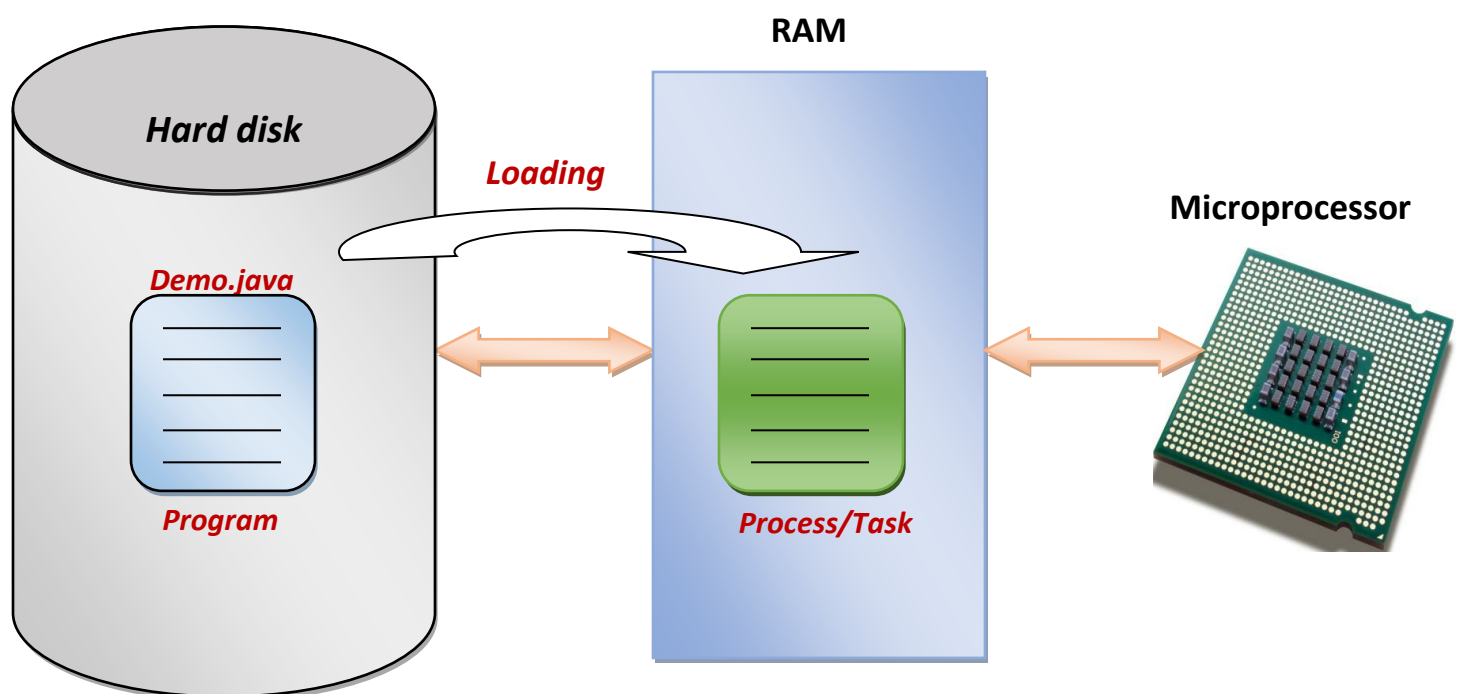 RAM
Hard disk
Loading
Microprocessor
Demo.java
Program
Process/Task